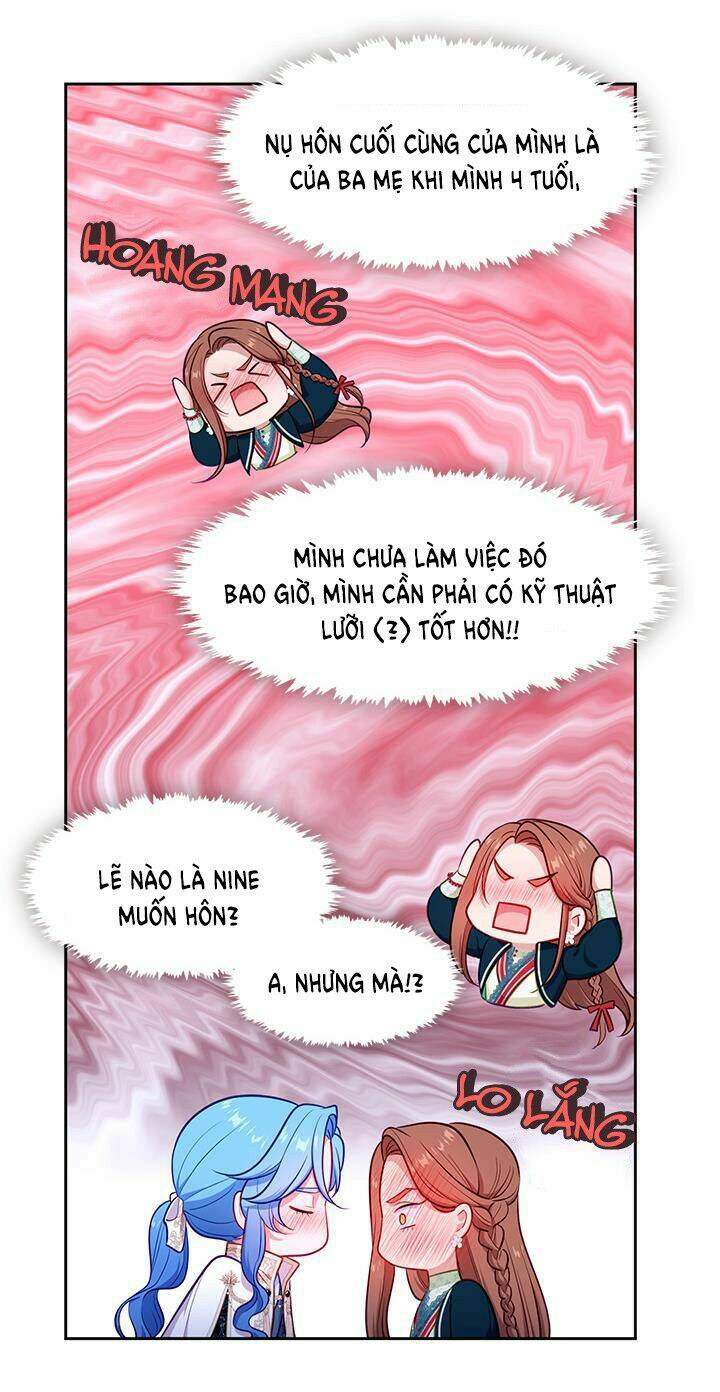 NỤ HÔN CUỐI CÙNG CỦA MÌNH LÀ
CỦA BA MẸ KHI MÌNH 4 TUỔI,
HOANG MANG
MÌNH CHƯA LÀM VIỆC ĐÓ
BAO GIỜ, MÌNH CẦN PHẢI CÓ KỸ THUẬT
LƯỠI (?) TỐT HƠN!!
LẼ NÀO LÀ NINE
MUỐN HÔN?
A, NHƯNG MÀ!?
LO LẮNG